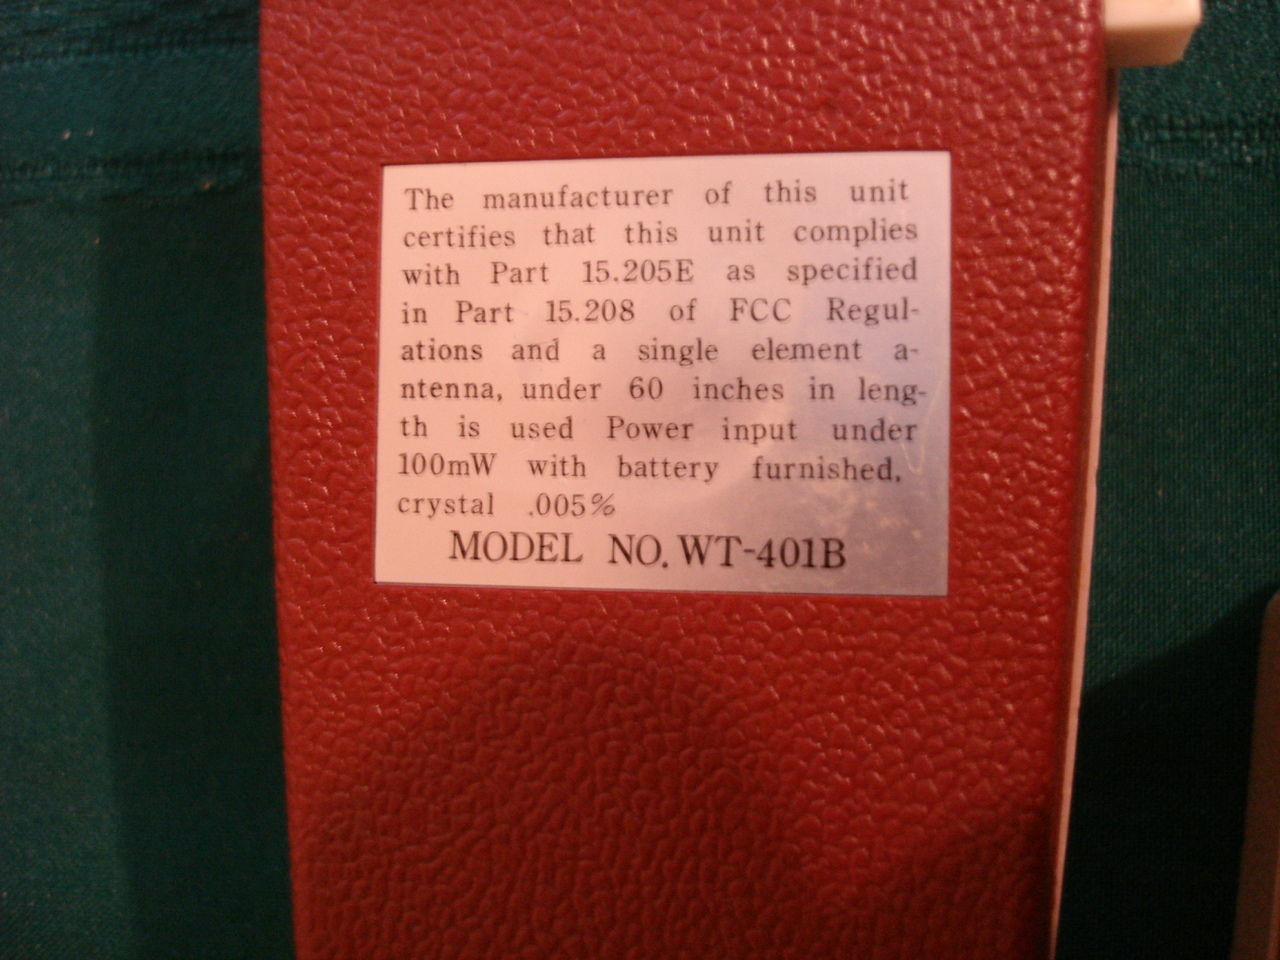 The manufacturer of this unit
certifies that this unit complies
with Part 15.205E as specified
in Part 15.208 of FCC Regul-
ations and a single element a-
ntenna, under 60 inches in leng-
th is used Power input under
100mW with battery furnished,
crystal .005%
MODEL NO. WT-401B